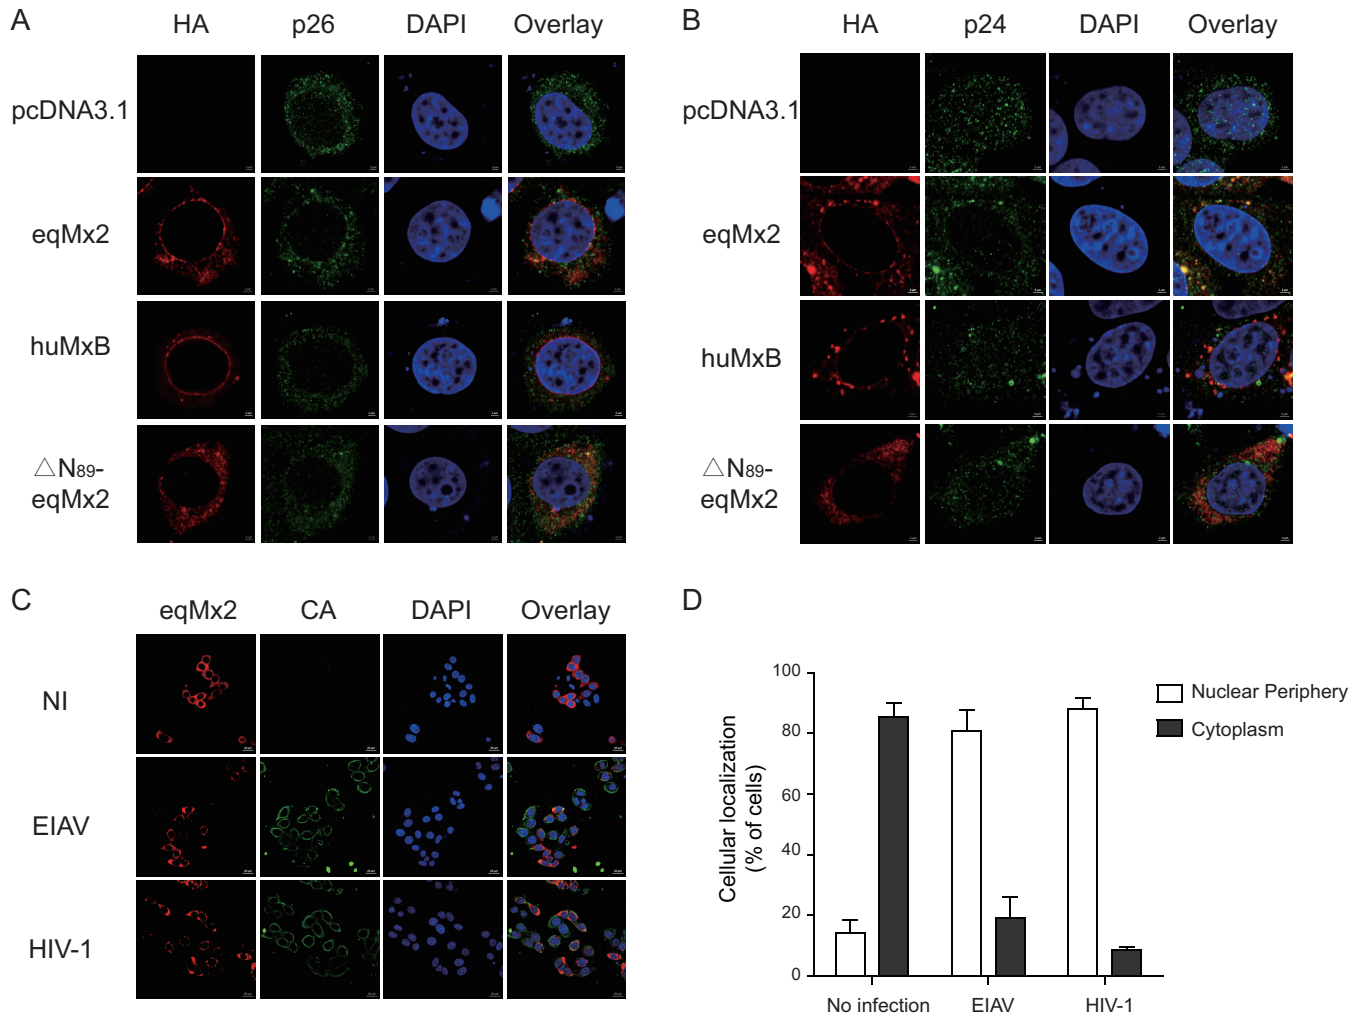 A
HA p26 DAPI Overlay
pcDNA3.1
eqMx2
huMxB
△N89-
eqMx2
B
HA p24 DAPI Overlay
pcDNA3.1
eqMx2
huMxB
△N89-
eqMx2
C
eqMx2 CA DAPI Overlay
NI
EIAV
HIV-1
D
Cellular localization
(% of cells)
100
80
60
40
20
0
No infection EIAV HIV-1
Nuclear Periphery
Cytoplasm